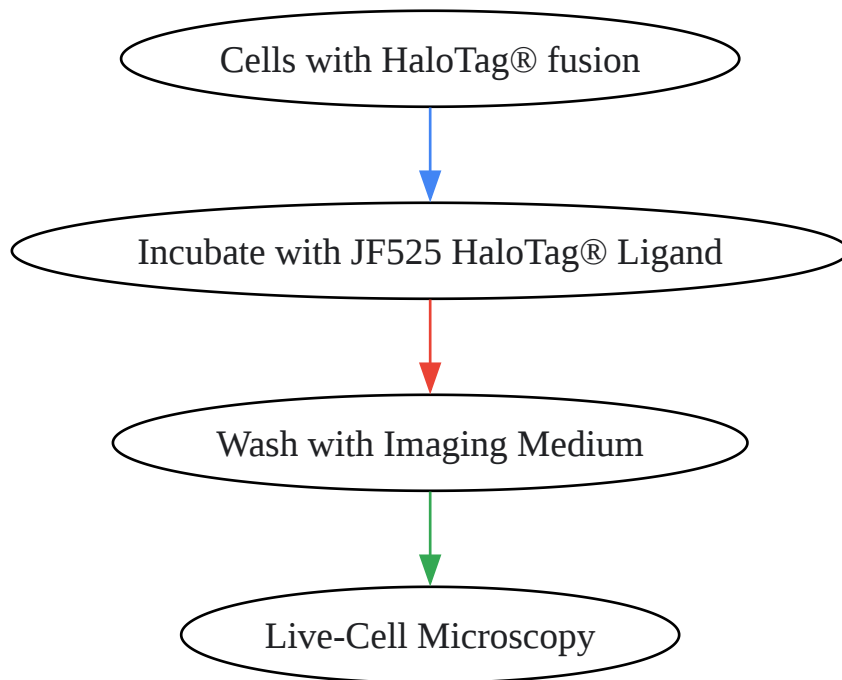 Cells with HaloTag® fusion
Incubate with JF525 HaloTag® Ligand
Wash with Imaging Medium
Live-Cell Microscopy